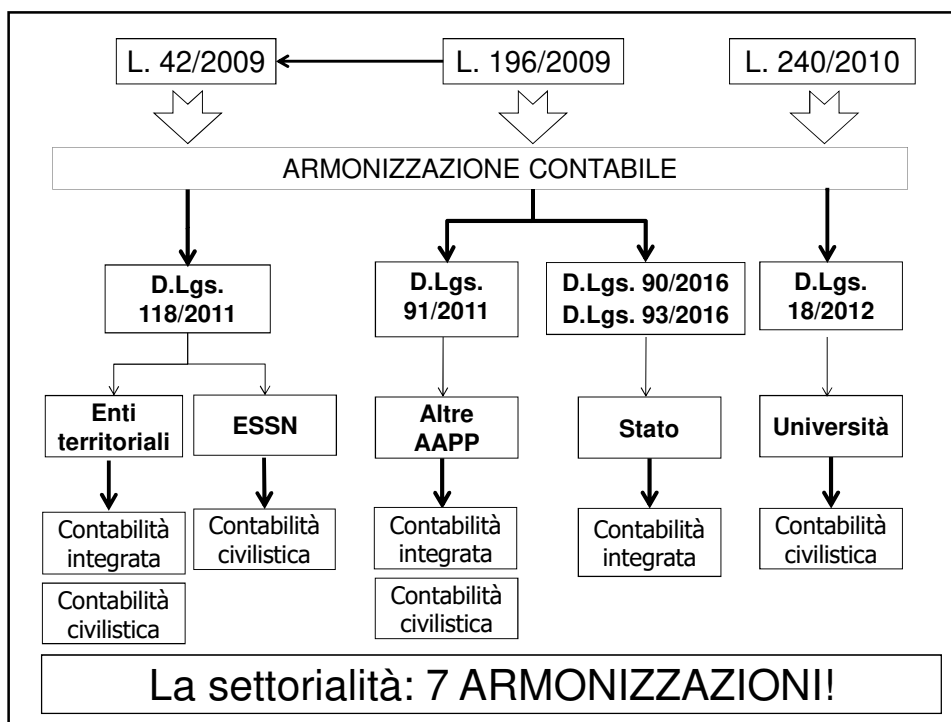 L. 42/2009
L. 196/2009
L. 240/2010
ARMONIZZAZIONE CONTABILE
D.Lgs.
118/2011
D.Lgs.
91/2011
D.Lgs. 90/2016
D.Lgs. 93/2016
D.Lgs.
18/2012
Enti
territoriali
ESSN
Altre
AAPP
Stato
Università
Contabilità
integrata
Contabilità
civilistica
Contabilità
civilistica
Contabilità
integrata
Contabilità
civilistica
Contabilità
integrata
Contabilità
civilistica
La settorialità: 7 ARMONIZZAZIONI!